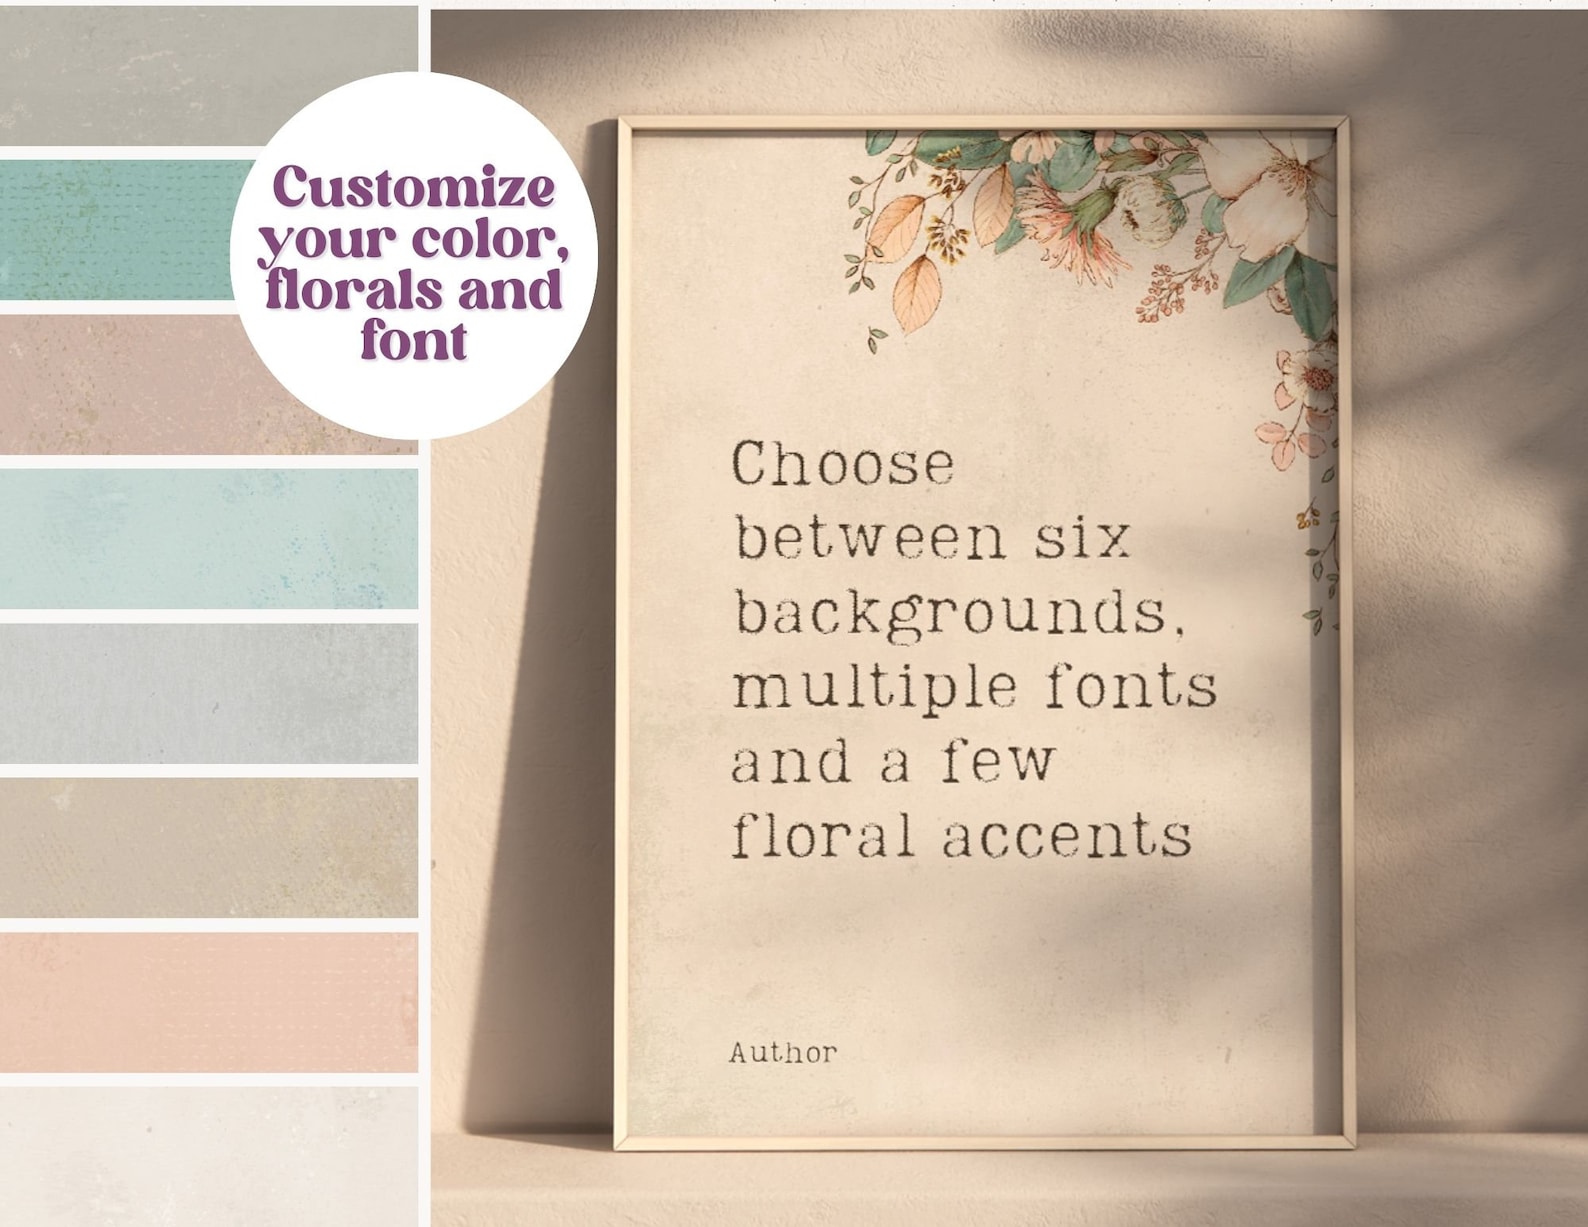 Customize
your color,
florals and
font
Choose
between six
backgrounds,
multiple fonts
and a few
floral accents
Author